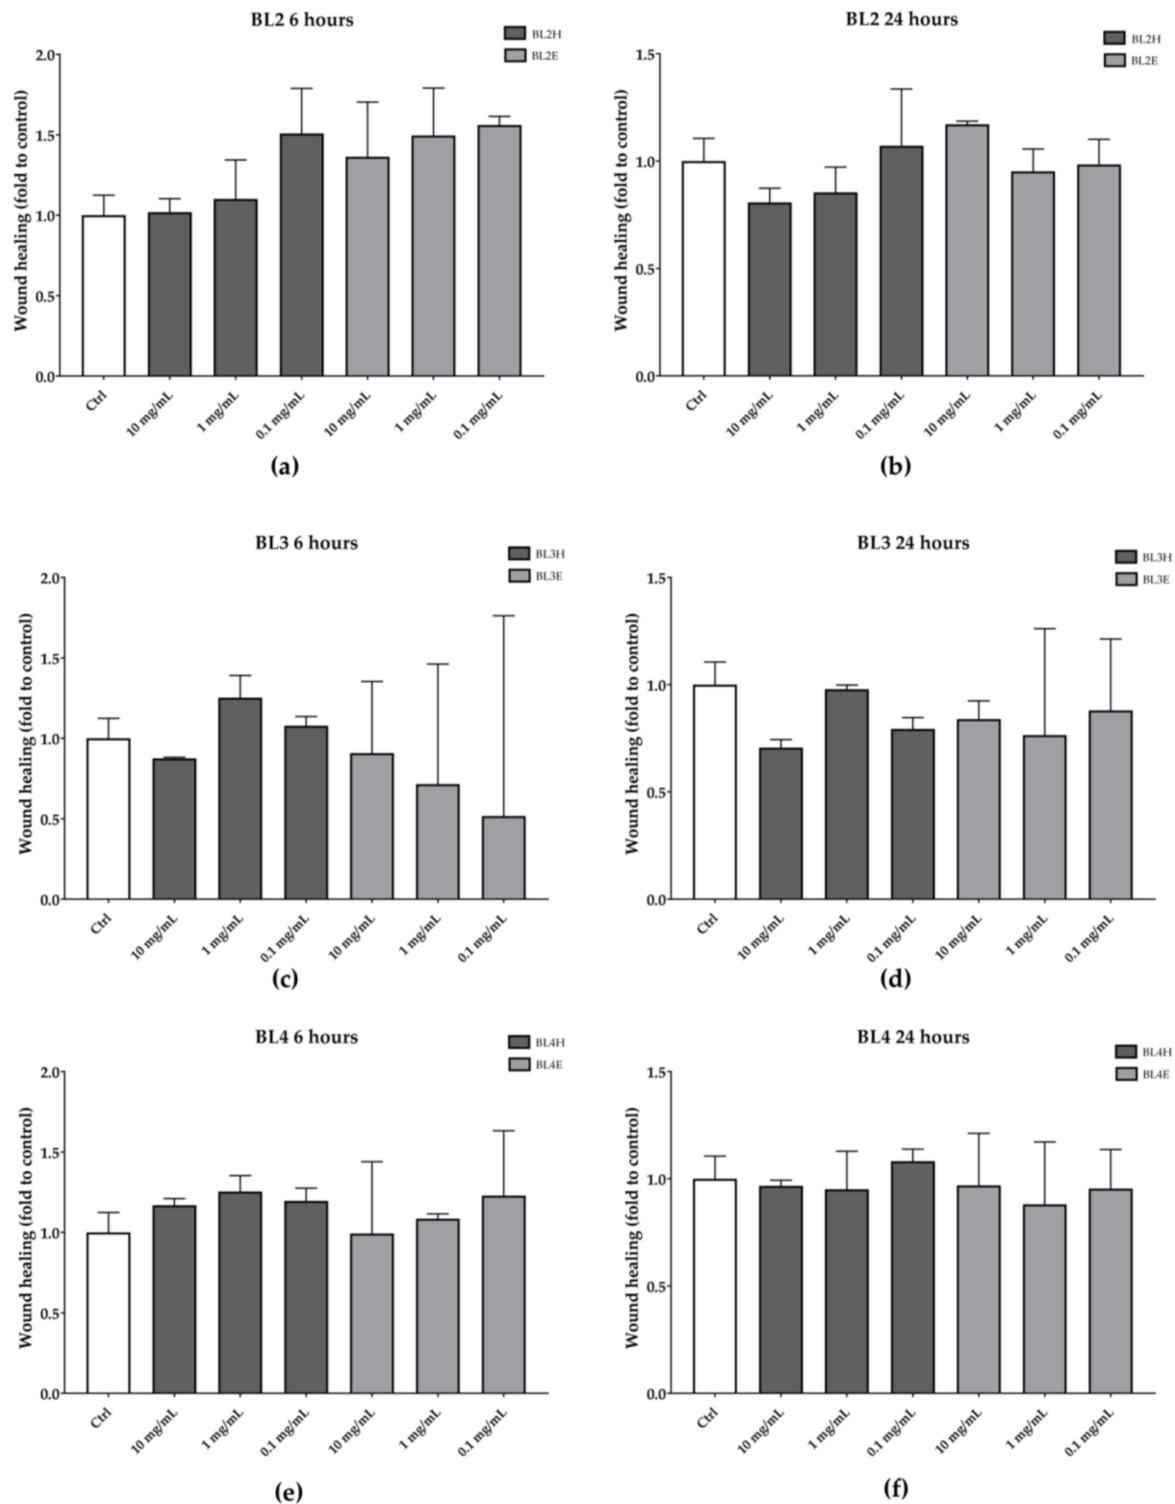 BL2 6 hours
BL2H
BL2E
Wound healing (fold to control)
2.0
1.5
1.0
0.5
0.0
Ctrl
10 mg/mL
1 mg/mL
0.1 mg/mL
10 mg/mL
1 mg/mL
0.1 mg/mL
(a)
BL2 24 hours
BL2H
BL2E
Wound healing (fold to control)
1.5
1.0
0.5
0.0
Ctrl
10 mg/mL
1 mg/mL
0.1 mg/mL
10 mg/mL
1 mg/mL
0.1 mg/mL
(b)
BL3 6 hours
BL3H
BL3E
Wound healing (fold to control)
2.0
1.5
1.0
0.5
0.0
Ctrl
10 mg/mL
1 mg/mL
0.1 mg/mL
10 mg/mL
1 mg/mL
0.1 mg/mL
(c)
BL3 24 hours
BL3H
BL3E
Wound healing (fold to control)
1.5
1.0
0.5
0.0
Ctrl
10 mg/mL
1 mg/mL
0.1 mg/mL
10 mg/mL
1 mg/mL
0.1 mg/mL
(d)
BL4 6 hours
BL4H
BL4E
Wound healing (fold to control)
2.0
1.5
1.0
0.5
0.0
Ctrl
10 mg/mL
1 mg/mL
0.1 mg/mL
10 mg/mL
1 mg/mL
0.1 mg/mL
(e)
BL4 24 hours
BL4H
BL4E
Wound healing (fold to control)
1.5
1.0
0.5
0.0
Ctrl
10 mg/mL
1 mg/mL
0.1 mg/mL
10 mg/mL
1 mg/mL
0.1 mg/mL
(f)